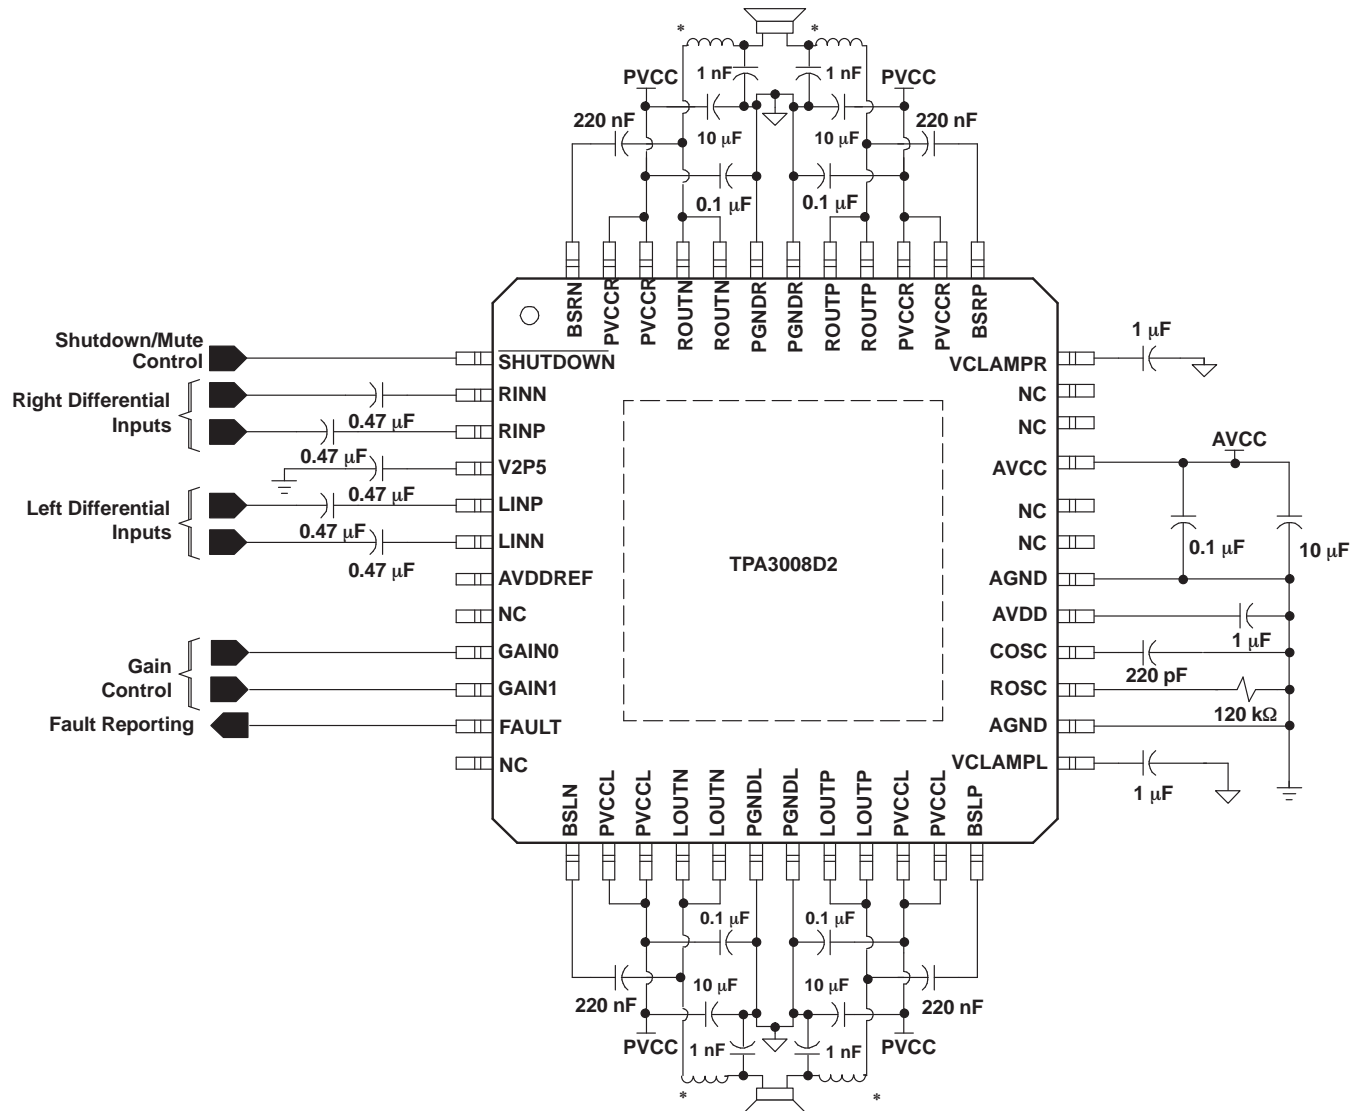 *
*
1 nF
1 nF
PVCC
PVCC
220 nF
10 µF
10 µF
220 nF
0.1 µF
0.1 µF
BSRN
PVCCR
PVCCR
ROUTN
ROUTN
PGNDR
PGNDR
ROUTP
ROUTP
PVCCR
PVCCR
BSRP
Shutdown/Mute
Control
SHUTDOWN
Right Differential
Inputs
RINN
0.47 µF
RINP
0.47 µF
V2P5
0.47 µF
Left Differential
Inputs
LINP
0.47 µF
LINN
0.47 µF
AVDDREF
NC
Gain
Control
GAIN0
GAIN1
Fault Reporting
FAULT
NC
TPA3008D2
1 µF
VCLAMPR
NC
NC
AVCC
AVCC
NC
NC
0.1 µF
10 µF
AGND
AVDD
1 µF
COSC
220 pF
ROSC
120 kΩ
AGND
VCLAMPL
1 µF
BSLN
PVCCL
PVCCL
LOUTN
LOUTN
PGNDL
PGNDL
LOUTP
LOUTP
PVCCL
PVCCL
BSLP
0.1 µF
0.1 µF
220 nF
10 µF
10 µF
220 nF
PVCC
1 nF
1 nF
PVCC
*
*